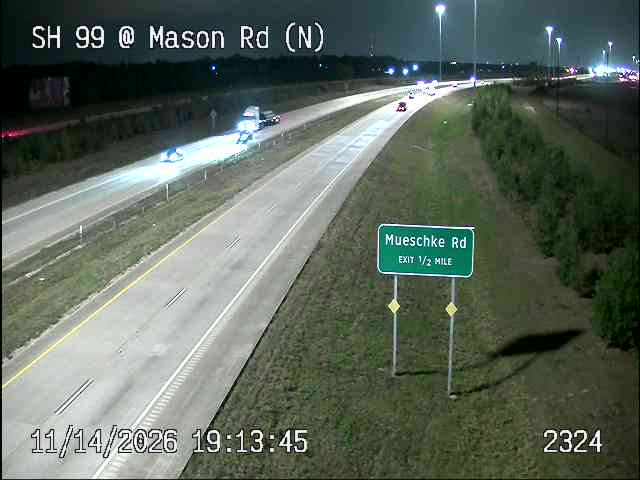 SH 99 @ Mason Rd (N)
Mueschke Rd
EXIT 1/2 MILE
11/14/2026 19:13:45
2324